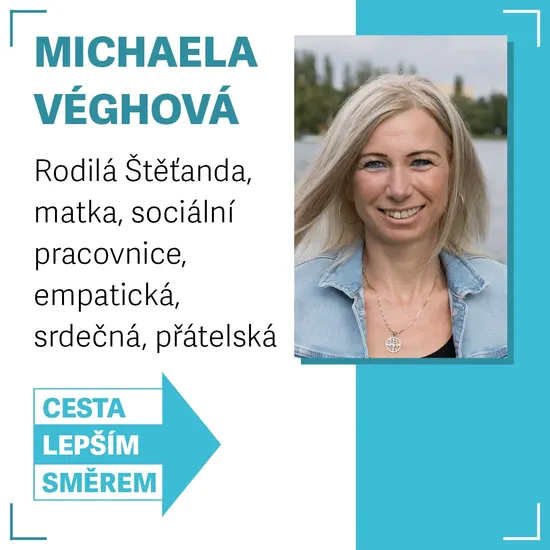 MICHAELA
VÉGHOVÁ
Rodilá Štěťanda,
matka, sociální
pracovnice,
empatická,
srdečná, přátelská
CESTA
LEPŠÍM
SMĚREM